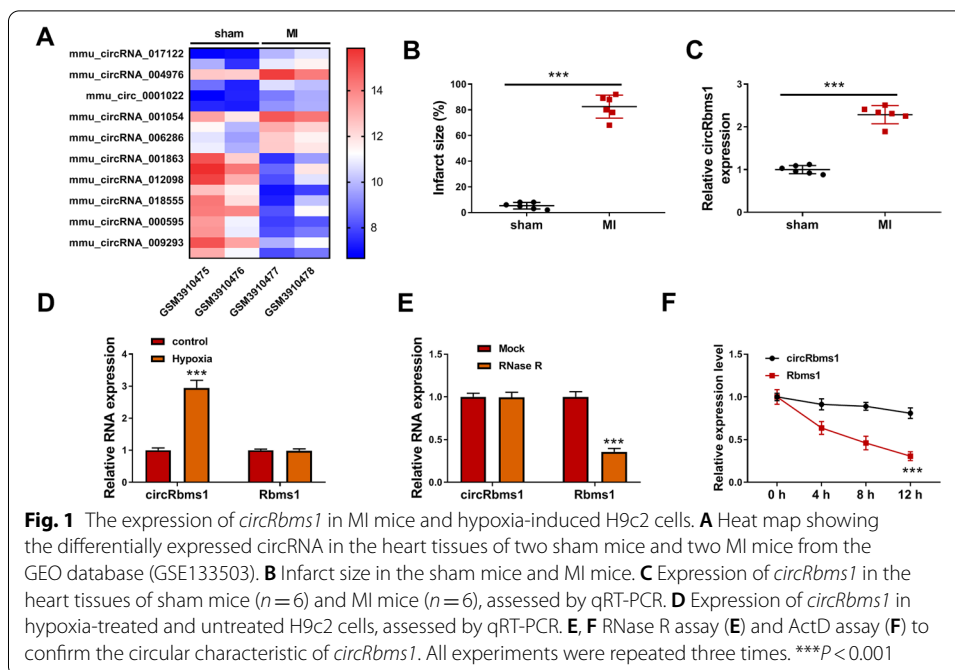 A
sham MI
mmu_circRNA_017122
mmu_circRNA_004976
mmu_circ_0001022
mmu_circRNA_001054
mmu_circRNA_006286
mmu_circRNA_001863
mmu_circRNA_012098
mmu_circRNA_018555
mmu_circRNA_000595
mmu_circRNA_009293
GSM3910475
GSM3910476
GSM3910477
GSM3910478
14
12
10
8
B
***
Infarct size (%)
100
80
60
40
20
0
sham MI
C
***
Relative circRbms1
expression
3
2
1
0
sham MI
D
control
Hypoxia
***
Relative RNA expression
4
3
2
1
0
circRbms1 Rbms1
E
Mock
RNase R
***
Relative RNA expression
1.5
1.0
0.5
0.0
circRbms1 Rbms1
F
circRbms1
Rbms1
***
Relative expression level
1.5
1.0
0.5
0.0
0 h 4 h 8 h 12 h
Fig. 1 The expression of circRbms1 in MI mice and hypoxia-induced H9c2 cells. A Heat map showing
the differentially expressed circRNA in the heart tissues of two sham mice and two MI mice from the
GEO database (GSE133503). B Infarct size in the sham mice and MI mice. C Expression of circRbms1 in the
heart tissues of sham mice (n = 6) and MI mice (n = 6), assessed by qRT-PCR. D Expression of circRbms1 in
hypoxia-treated and untreated H9c2 cells, assessed by qRT-PCR. E, F RNase R assay (E) and ActD assay (F) to
confirm the circular characteristic of circRbms1. All experiments were repeated three times. ***P < 0.001